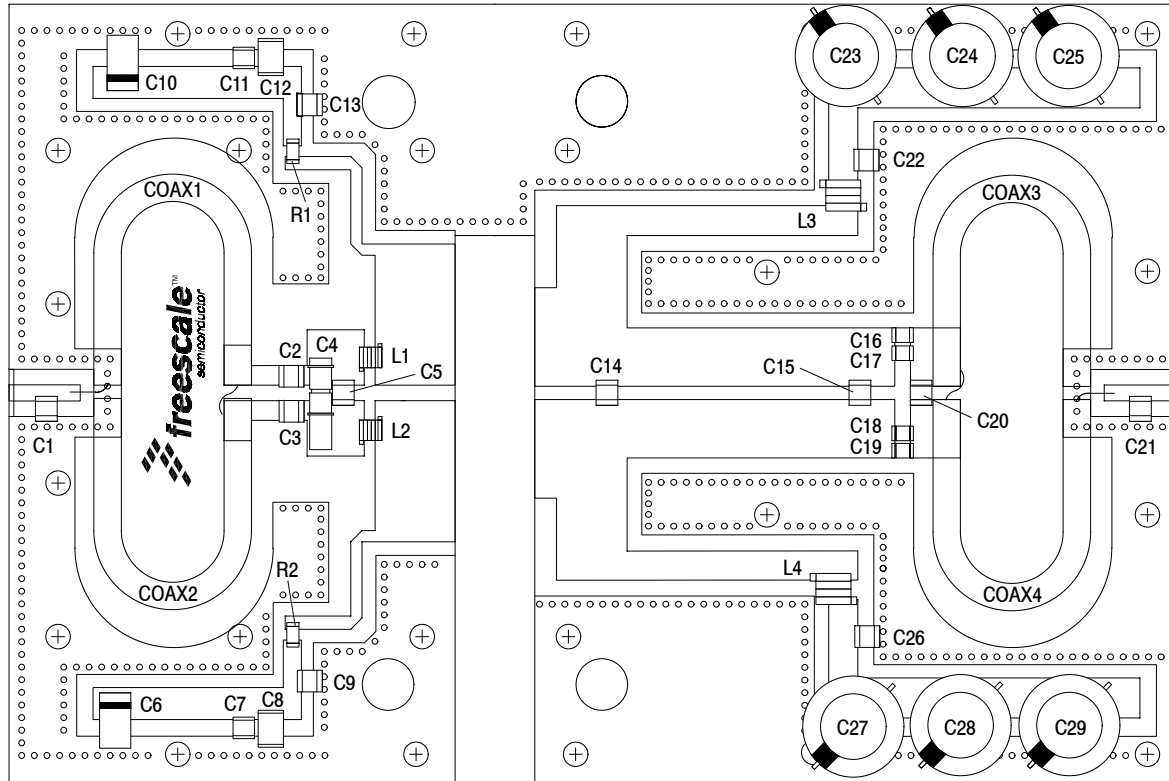 C10
C11
C12
C13
C23
C24
C25
C22
COAX1
R1
L3
COAX3
freescale™
semiconductor
C2
C4
L1
C5
C14
C15
C16
C17
C1
C3
L2
C18
C19
C20
C21
R2
L4
COAX2
COAX4
C26
C6
C7
C8
C9
C27
C28
C29